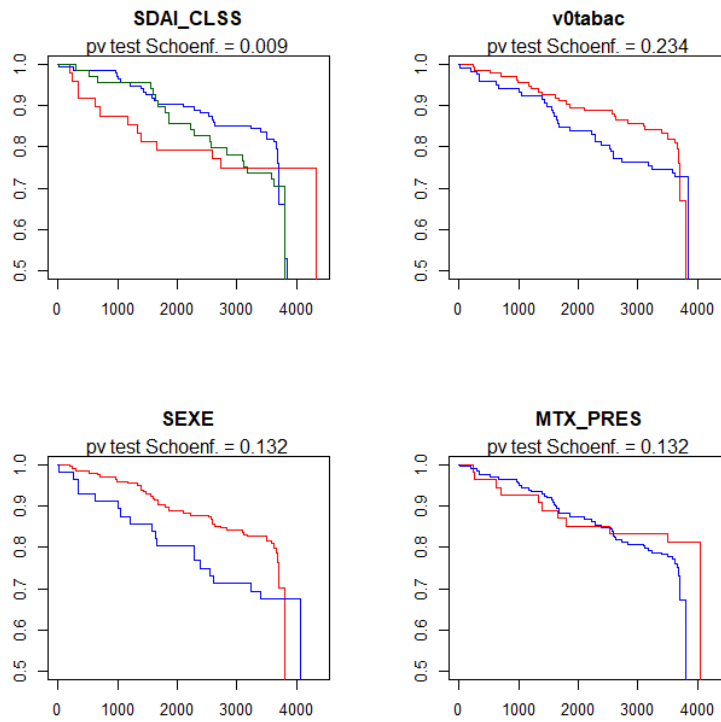 SDAI_CLSS
pv test Schoenf. = 0.009
1.0
0.9
0.8
0.7
0.6
0.5
0 1000 2000 3000 4000
v0tabac
pv test Schoenf. = 0.234
1.0
0.9
0.8
0.7
0.6
0.5
0 1000 2000 3000 4000
SEXE
pv test Schoenf. = 0.132
1.0
0.9
0.8
0.7
0.6
0.5
0 1000 2000 3000 4000
MTX_PRES
pv test Schoenf. = 0.132
1.0
0.9
0.8
0.7
0.6
0.5
0 1000 2000 3000 4000